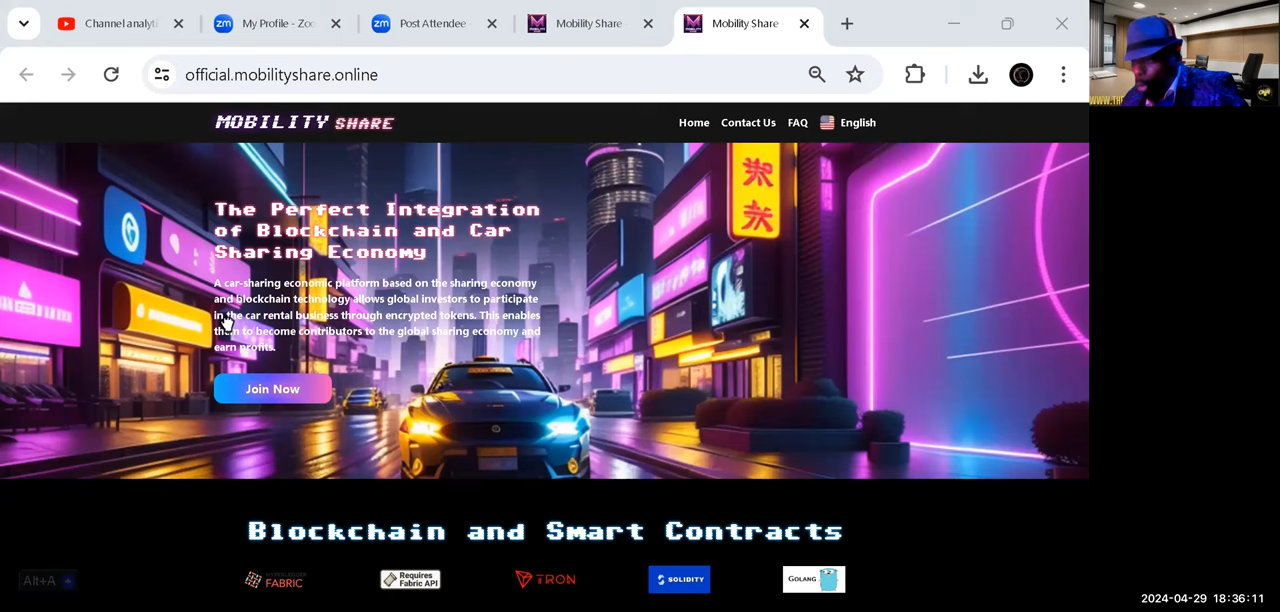 Channel analyti
My Profile - Zoo
Post Attendee
Mobility Share
Mobility Share
official.mobilityshare.online
MOBILITY SHARE
Home Contact Us FAQ English
The Perfect Integration
of Blockchain and Car
Sharing Economy
A car-sharing economic platform based on the sharing economy
and blockchain technology allows global investors to participate
in the car rental business through encrypted tokens. This enables
them to become contributors to the global sharing economy and
earn profits.
Join Now
Blockchain and Smart Contracts
HYPERLEDGER
FABRIC
Requires
Fabric API
TRON
SOLIDITY
GOLANG
Alt+A
WWW.TH
2024-04-29 18:36:11